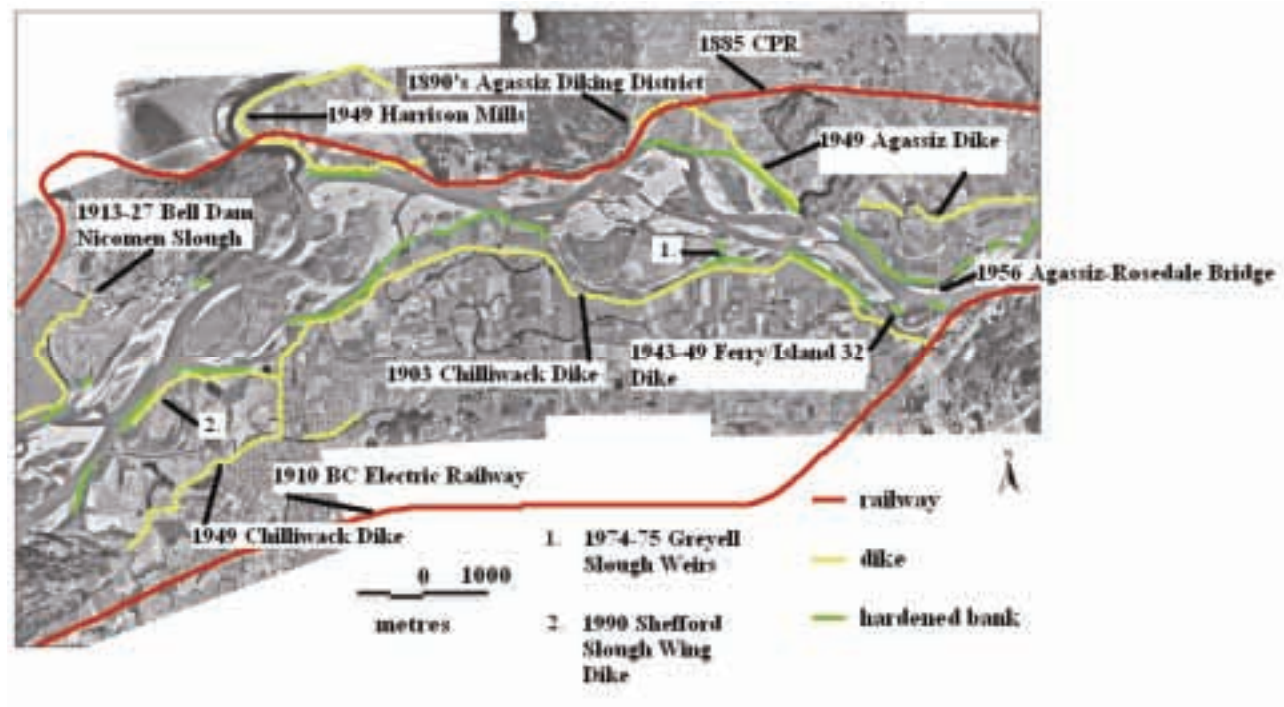 1885 CPR
1890's Agassiz Diking District
1949 Harrison Mills
1949 Agassiz
Dike
1913-27 Bell Dam
Nicomen Slough
1.
1956 Agassiz-Rosedale Bridge
1943-49 Ferry Island 32
Dike
1903 Chilliwack Dike
2.
1910 BC Electric Railway
1949 Chilliwack Dike
0 1000
metres
1. 1974-75 Greyell
Slough Weirs
2. 1990 Shefford
Slough Wing
Dike
railway
dike
hardened bank